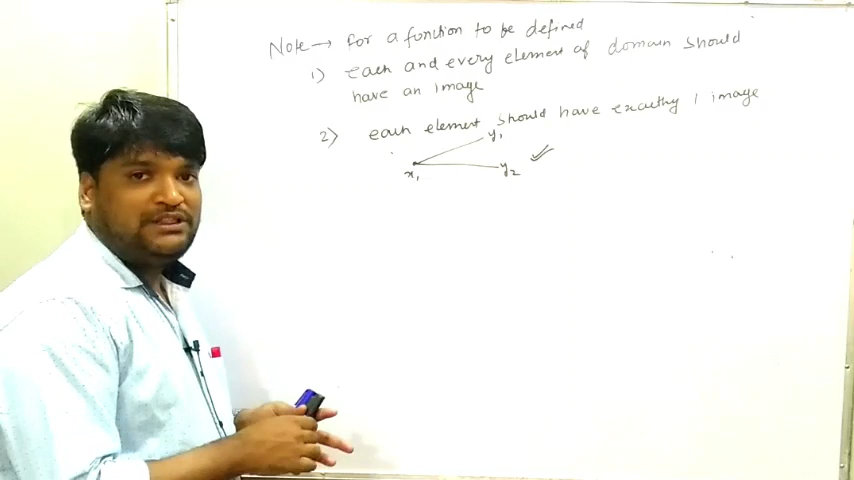 Note → for a function to be defined
1) each and every element of domain should
have an image
2) each element should have exactly 1 image
y₁
x₁ y₂